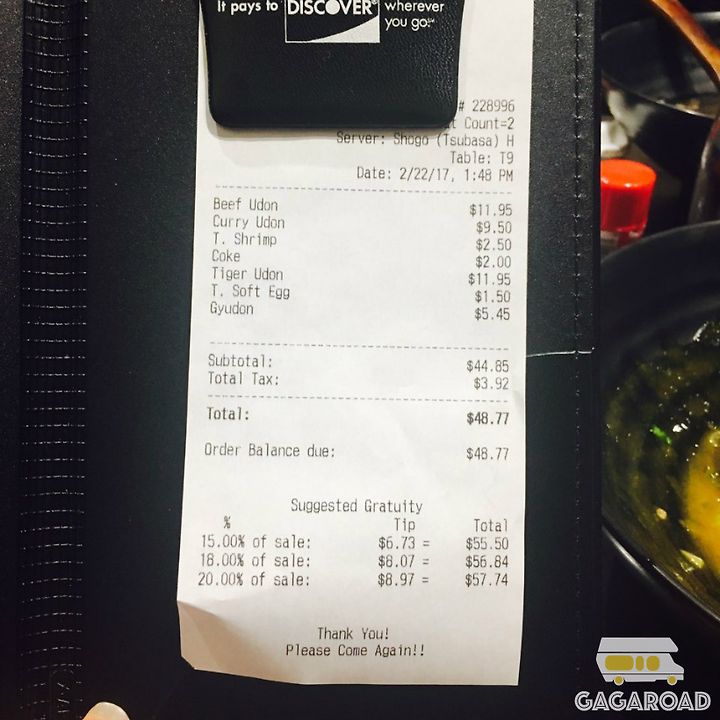 It pays to DISCOVER® wherever
you go.℠
# 228996
Count=2
Server: Shogo (Tsubasa) H
Table: T9
Date: 2/22/17, 1:48 PM
Beef Udon $11.95
Curry Udon $9.50
T. Shrimp $2.50
Coke $2.00
Tiger Udon $11.95
T. Soft Egg $1.50
Gyudon $5.45
Subtotal: $44.85
Total Tax: $3.92
Total: $48.77
Order Balance due: $48.77
Suggested Gratuity
% Tip Total
15.00% of sale: $6.73 = $55.50
18.00% of sale: $8.07 = $56.84
20.00% of sale: $8.97 = $57.74
Thank You!
Please Come Again!!
GAGAROAD